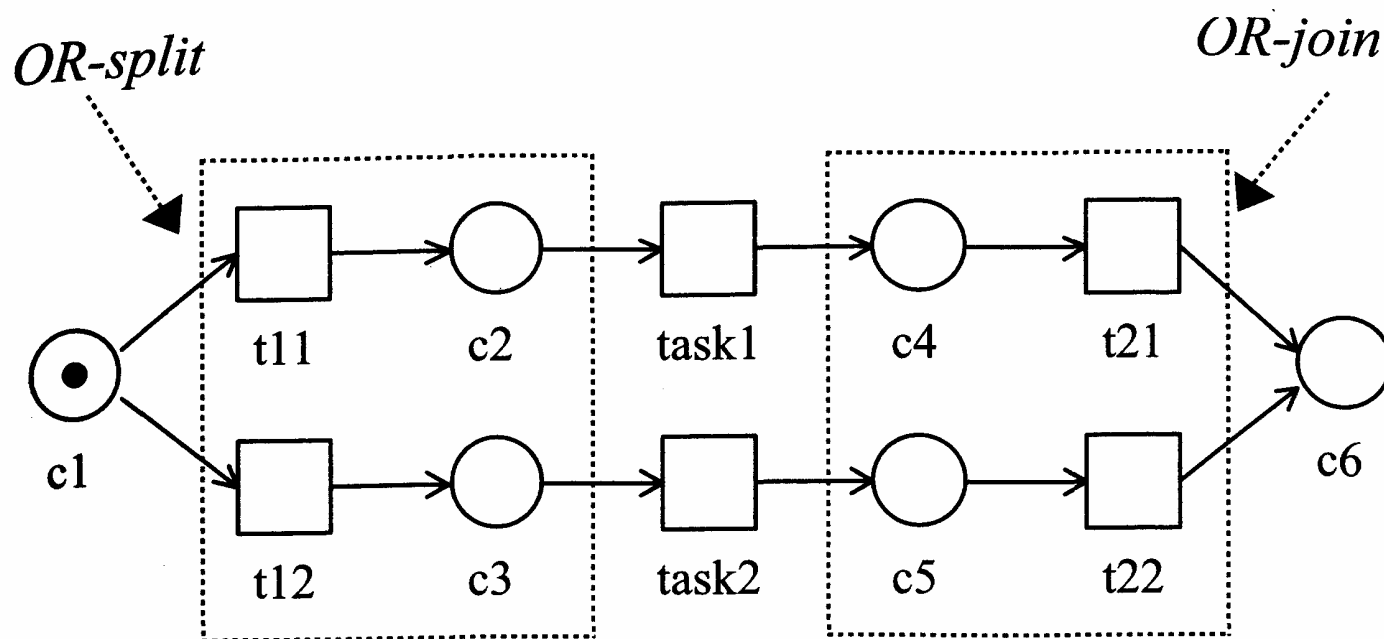 OR-split
OR-join
t11
c2
task1
c4
t21
c1
c6
t12
c3
task2
c5
t22